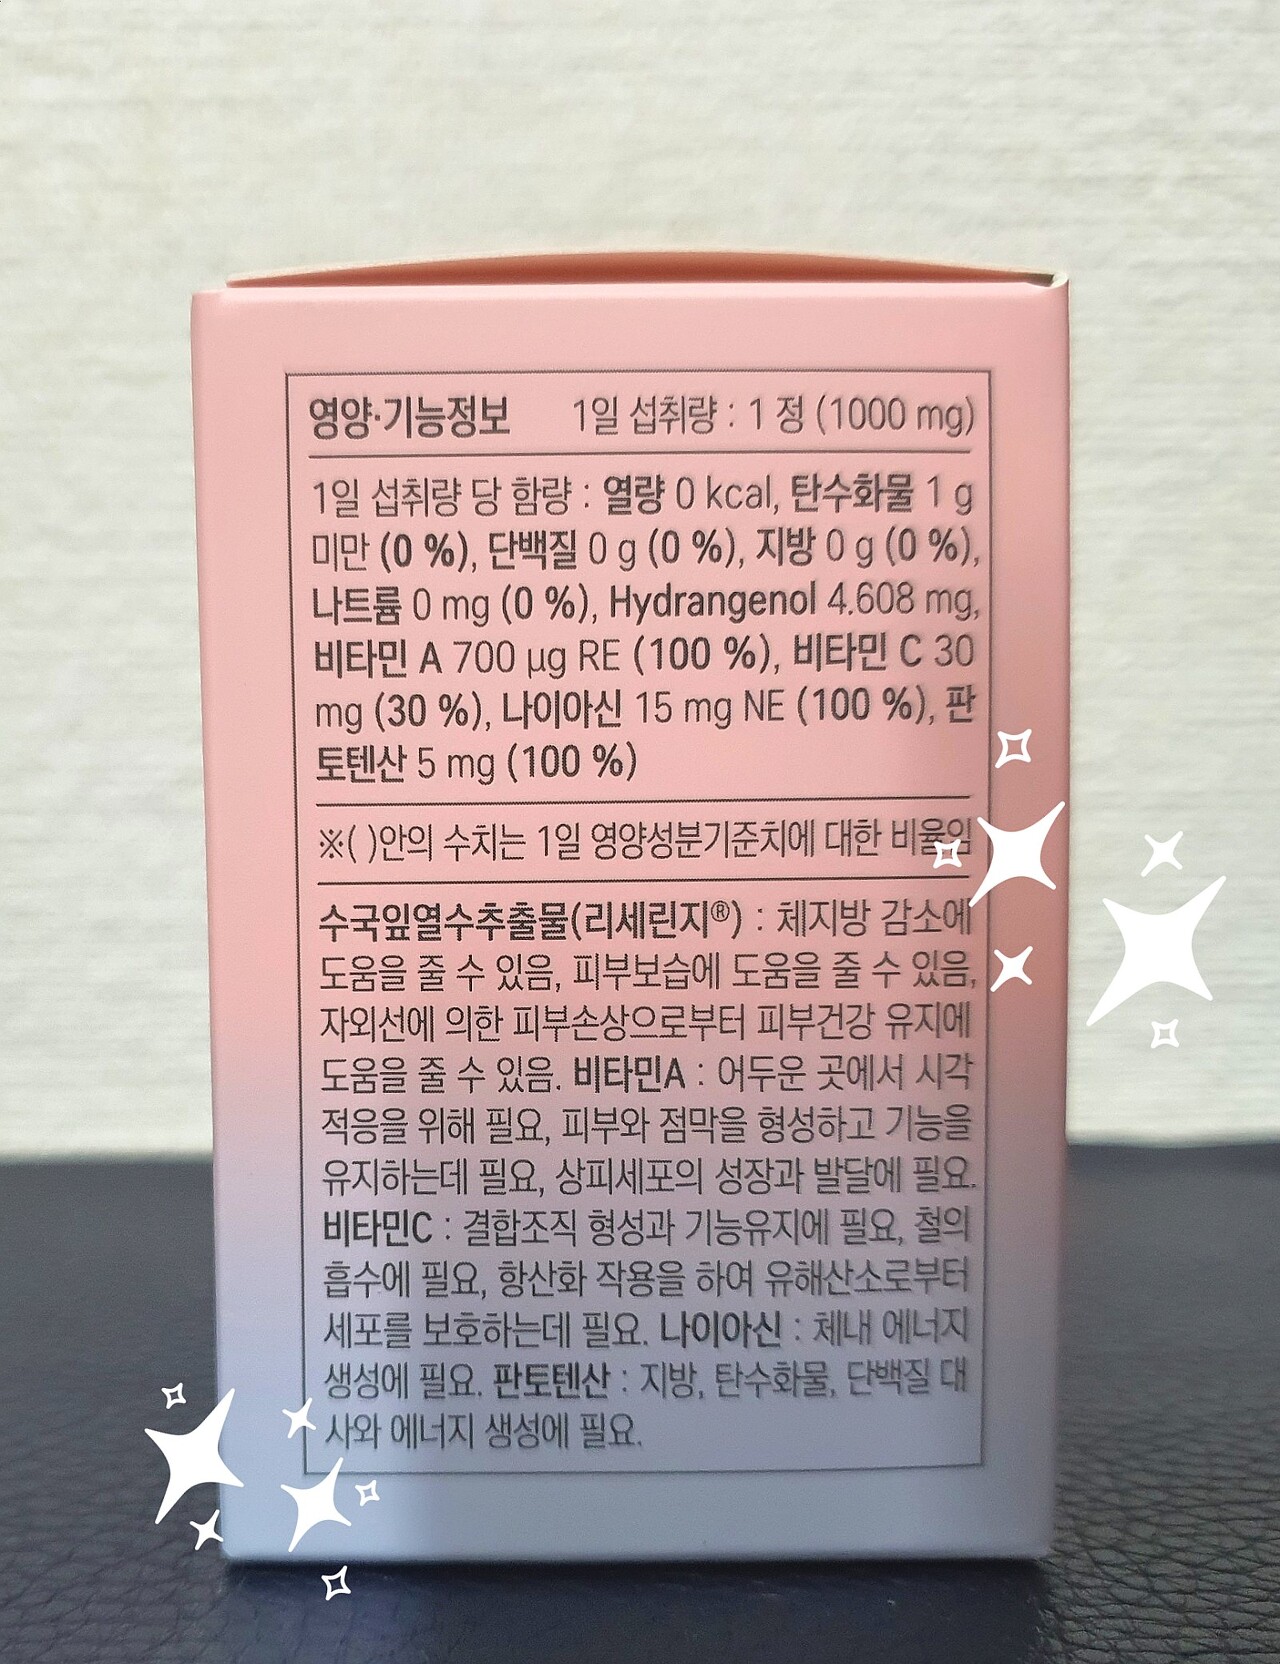 영양·기능정보 1일 섭취량 : 1 정 (1000 mg)
1일 섭취량 당 함량 : 열량 0 kcal, 탄수화물 1 g
미만 (0 %), 단백질 0 g (0 %), 지방 0 g (0 %),
나트륨 0 mg (0 %), Hydrangenol 4.608 mg,
비타민 A 700 µg RE (100 %), 비타민 C 30
mg (30 %), 나이아신 15 mg NE (100 %), 판
토텐산 5 mg (100 %)
※( )안의 수치는 1일 영양성분기준치에 대한 비율임
수국잎열수추출물(리세린지®) : 체지방 감소에
도움을 줄 수 있음, 피부보습에 도움을 줄 수 있음,
자외선에 의한 피부손상으로부터 피부건강 유지에
도움을 줄 수 있음. 비타민A : 어두운 곳에서 시각
적응을 위해 필요, 피부와 점막을 형성하고 기능을
유지하는데 필요, 상피세포의 성장과 발달에 필요.
비타민C : 결합조직 형성과 기능유지에 필요, 철의
흡수에 필요, 항산화 작용을 하여 유해산소로부터
세포를 보호하는데 필요. 나이아신 : 체내 에너지
생성에 필요. 판토텐산 : 지방, 탄수화물, 단백질 대
사와 에너지 생성에 필요.